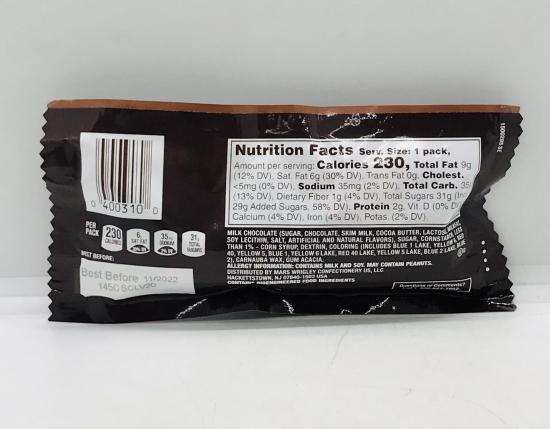 0 400310 0
PER PACK
230 CALORIES
6g SAT FAT
35mg SODIUM
31g TOTAL SUGARS
BEST BEFORE:
Best Before 11/2022
145C SCLV20
Nutrition Facts Serv. Size: 1 pack,
Amount per serving: Calories 230, Total Fat 9g
(12% DV), Sat. Fat 6g (30% DV), Trans Fat 0g, Cholest.
<5mg (0% DV), Sodium 35mg (2% DV), Total Carb. 35
(13% DV), Dietary Fiber 1g (4% DV), Total Sugars 31g
29g Added Sugars, 58% DV), Protein 2g, Vit. D (0%
Calcium (4% DV), Iron (4% DV), Potas. (2% DV).
MILK CHOCOLATE (SUGAR, CHOCOLATE, SKIM MILK, COCOA BUTTER, LACTOSE,
SOY LECITHIN, SALT, ARTIFICIAL AND NATURAL FLAVORS), SUGAR, CORNSTARCH, LESS
THAN 1% - CORN SYRUP, DEXTRIN, COLORING (INCLUDES BLUE 1 LAKE,
40, YELLOW 5, BLUE 1, YELLOW 6 LAKE, RED 40 LAKE, YELLOW 5 LAKE, BLUE 2 LAKE,
2), CARNAUBA WAX, GUM ACACIA.
ALLERGY INFORMATION: CONTAINS MILK AND SOY. MAY CONTAIN PEANUTS.
DISTRIBUTED BY MARS WRIGLEY CONFECTIONERY US, LLC
HACKETTSTOWN, NJ 07840-1503 USA
CONTAINS BIOENGINEERED FOOD INGREDIENTS
Questions or Comments?